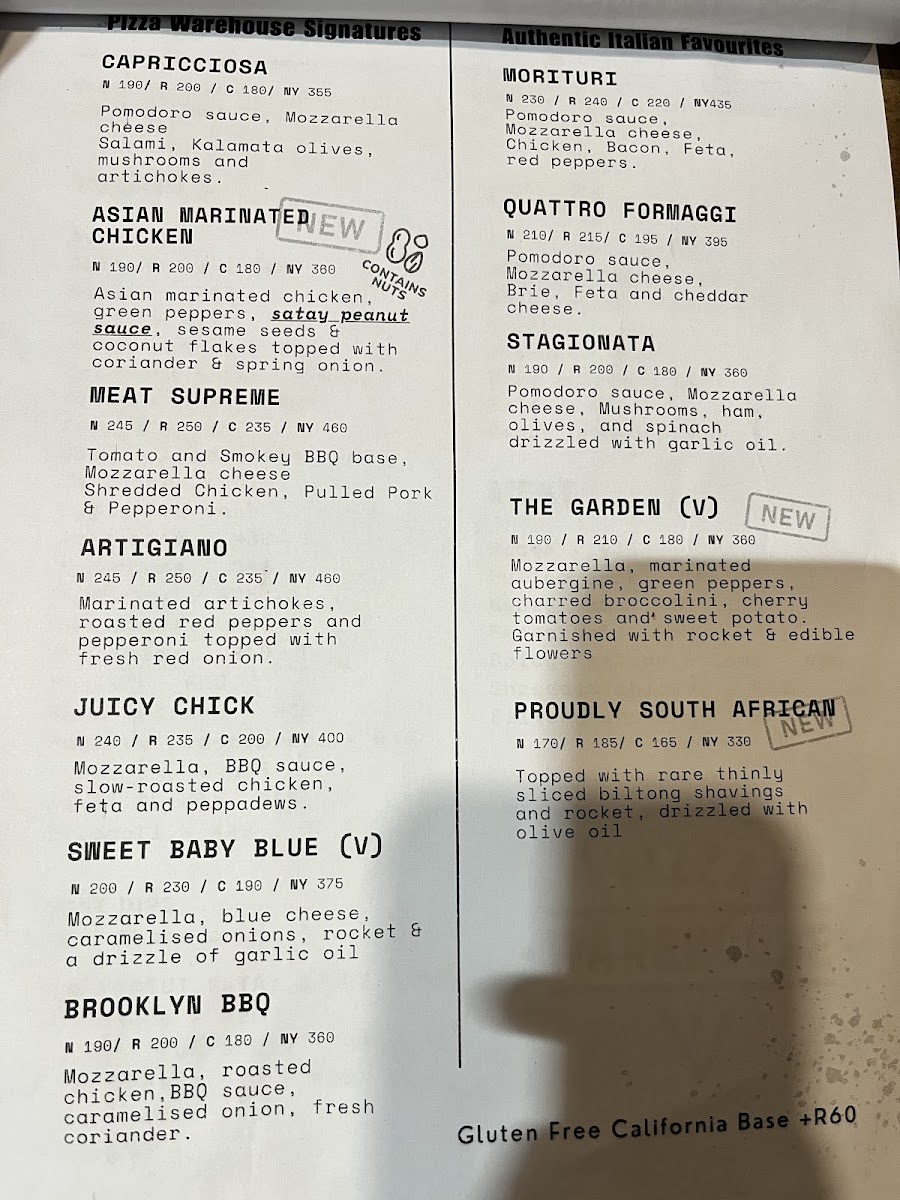 Pizza Warehouse Signatures
CAPRICCIOSA
N 190/ R 200 / C 180/ NY 355
Pomodoro sauce, Mozzarella
cheese
Salami, Kalamata olives,
mushrooms and
artichokes.
ASIAN MARINATED
CHICKEN
NEW
CONTAINS
NUTS
N 190/ R 200 / C 180 / NY 360
Asian marinated chicken,
green peppers, satay peanut
sauce, sesame seeds &
coconut flakes topped with
coriander & spring onion.
MEAT SUPREME
N 245 / R 250 / C 235 / NY 460
Tomato and Smokey BBQ base,
Mozzarella cheese
Shredded Chicken, Pulled Pork
& Pepperoni.
ARTIGIANO
N 245 / R 250 / C 235 / NY 460
Marinated artichokes,
roasted red peppers and
pepperoni topped with
fresh red onion.
JUICY CHICK
N 240 / R 235 / C 200 / NY 400
Mozzarella, BBQ sauce,
slow-roasted chicken,
feta and peppadews.
SWEET BABY BLUE (V)
N 200 / R 230 / C 190 / NY 375
Mozzarella, blue cheese,
caramelised onions, rocket &
a drizzle of garlic oil
BROOKLYN BBQ
N 190/ R 200 / C 180 / NY 360
Mozzarella, roasted
chicken,BBQ sauce,
caramelised onion, fresh
coriander.
Authentic Italian Favourites
MORITURI
N 230 / R 240 / C 220 / NY435
Pomodoro sauce,
Mozzarella cheese,
Chicken, Bacon, Feta,
red peppers.
QUATTRO FORMAGGI
N 210/ R 215/ C 195 / NY 395
Pomodoro sauce,
Mozzarella cheese,
Brie, Feta and cheddar
cheese.
STAGIONATA
N 190 / R 200 / C 180 / NY 360
Pomodoro sauce, Mozzarella
cheese, Mushrooms, ham,
olives, and spinach
drizzled with garlic oil.
THE GARDEN (V)
NEW
N 190 / R 210 / C 180 / NY 360
Mozzarella, marinated
aubergine, green peppers,
charred broccolini, cherry
tomatoes and sweet potato.
Garnished with rocket & edible
flowers
PROUDLY SOUTH AFRICAN
NEW
N 170/ R 185/ C 165 / NY 330
Topped with rare thinly
sliced biltong shavings
and rocket, drizzled with
olive oil
Gluten Free California Base +R60